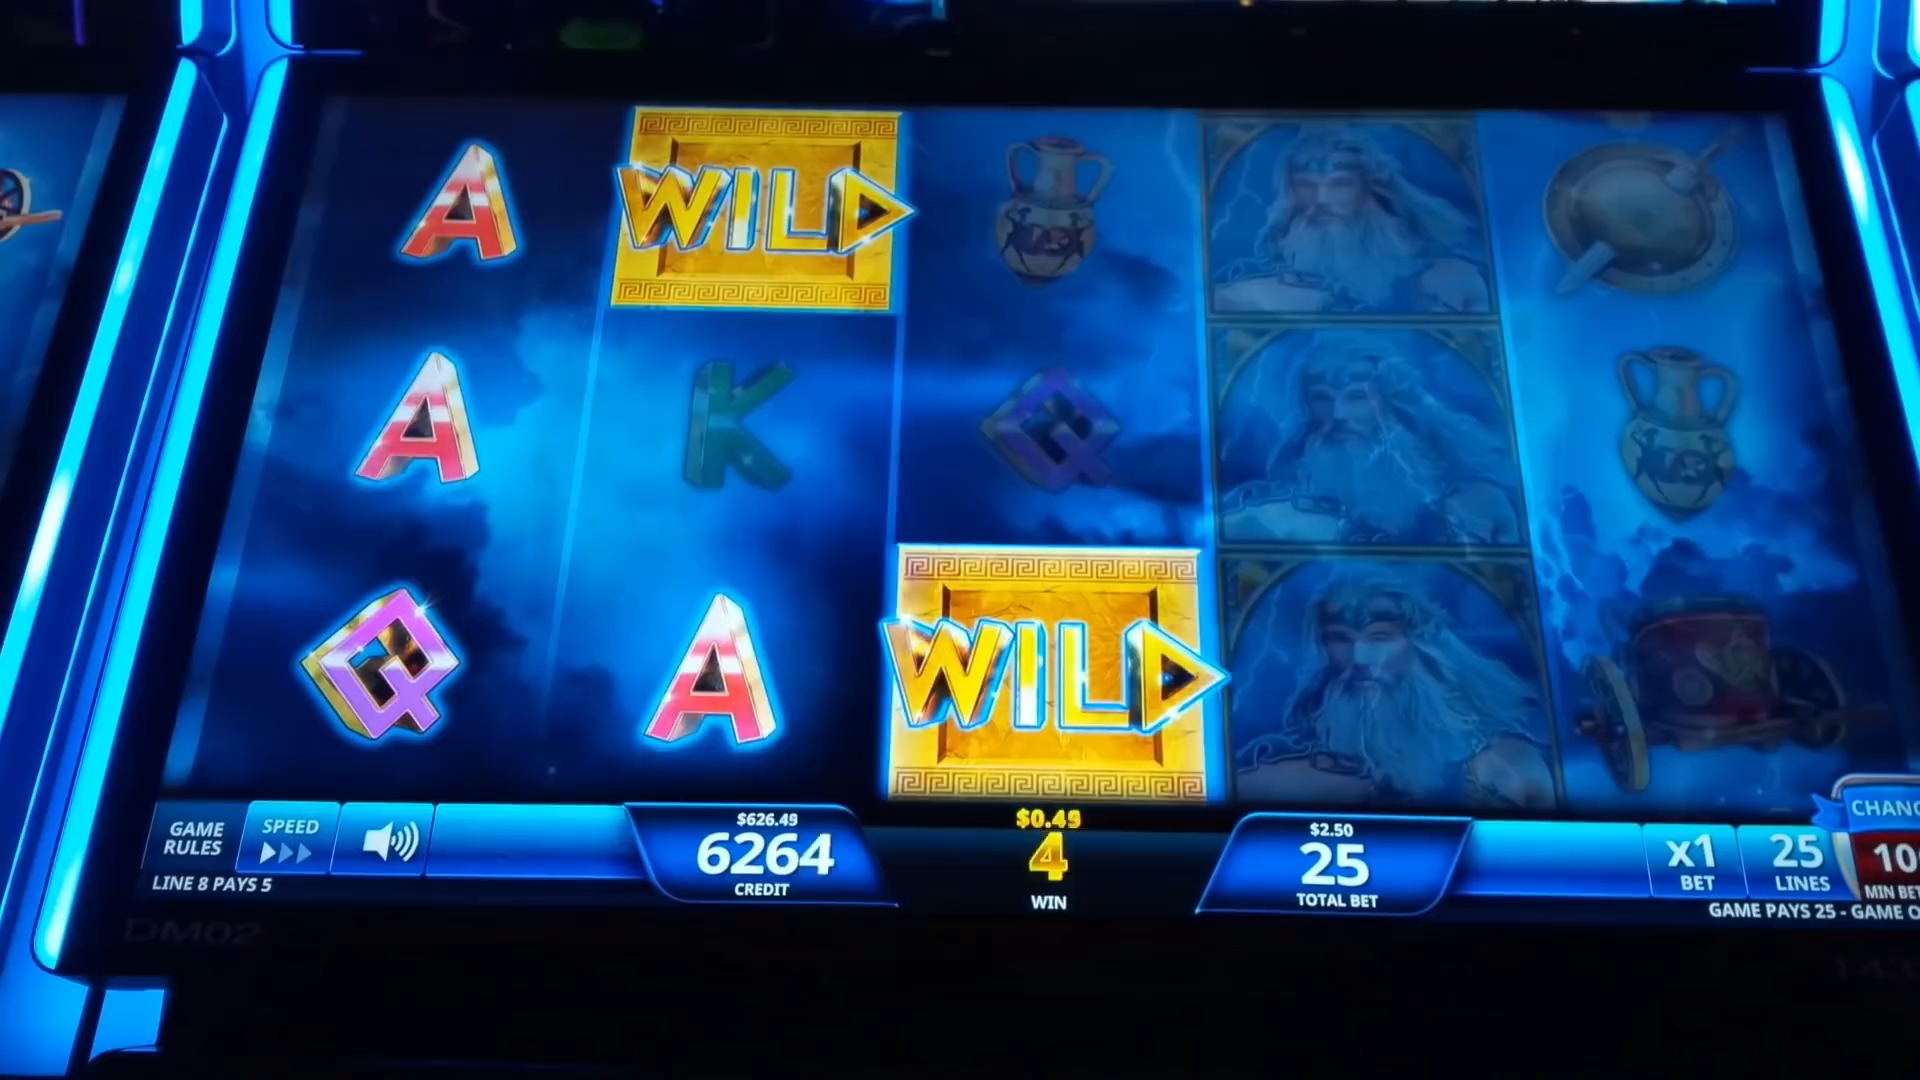 A WILD
A K Q
Q A WILD
GAME RULES
SPEED
LINE 8 PAYS 5
$626.49
6264
CREDIT
$0.49
4
WIN
$2.50
25
TOTAL BET
x1
BET
25
LINES
MIN BET
GAME PAYS 25 - GAME
DM02